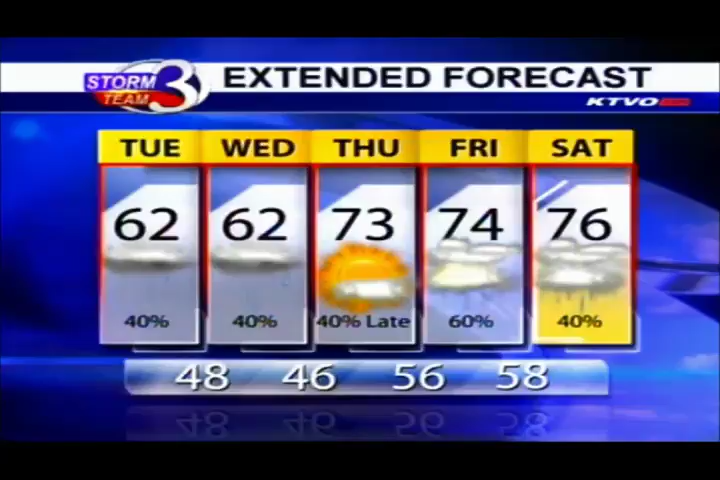 STORM 3 TEAM
EXTENDED FORECAST
KTVO
TUE WED THU FRI SAT
62 62 73 74 76
40% 40% 40% Late 60% 40%
48 46 56 58